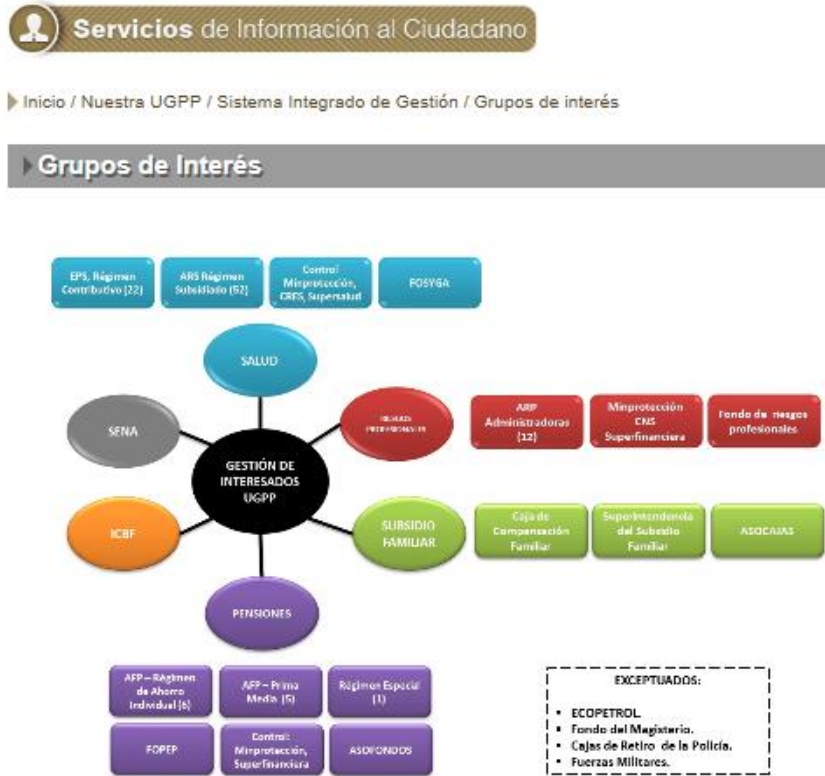 Servicios de Información al Ciudadano
Inicio / Nuestra UGPP / Sistema Integrado de Gestión / Grupos de interés
Grupos de Interés
EPS, Régimen
Contributivo (22)
ARS Régimen
Subsidiado (52)
Control
Minprotección,
CRES, Supersalud
FOSYGA
SALUD
SENA
RIESGOS
PROFESIONALES
ARP
Administradoras
(12)
Minprotección
CNS
Superfinanciera
Fondo de riesgos
profesionales
GESTIÓN DE
INTERESADOS
UGPP
ICBF
SUBSIDIO
FAMILIAR
Caja de
Compensación
Familiar
Superintendencia
del Subsidio
Familiar
ASOCAJAS
PENSIONES
AFP – Régimen
de Ahorro
Individual (6)
AFP – Prima
Media (5)
Régimen Especial
(1)
FOPEP
Control:
Minprotección,
Superfinanciera
ASOFONDOS
EXCEPTUADOS:
▪ ECOPETROL.
▪ Fondo del Magisterio.
▪ Cajas de Retiro de la Policía.
▪ Fuerzas Militares.